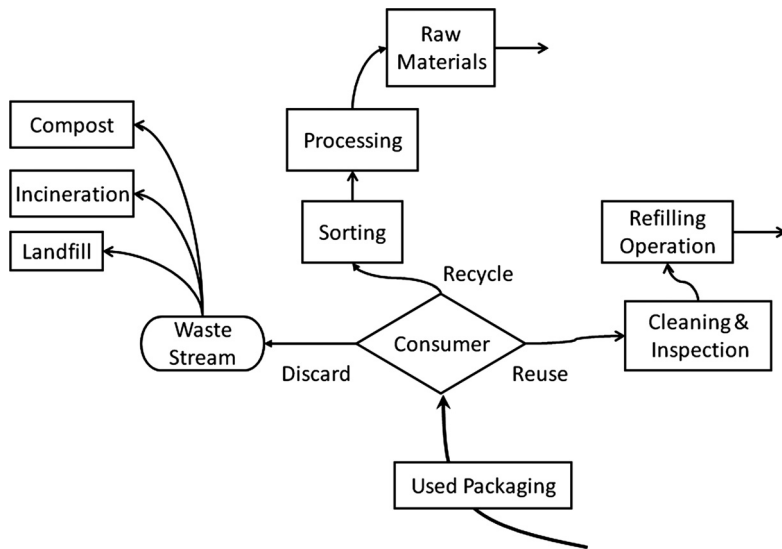 Raw
Materials
Compost
Processing
Incineration
Sorting
Refilling
Operation
Landfill
Recycle
Waste
Stream
Consumer
Cleaning &
Inspection
Discard
Reuse
Used Packaging